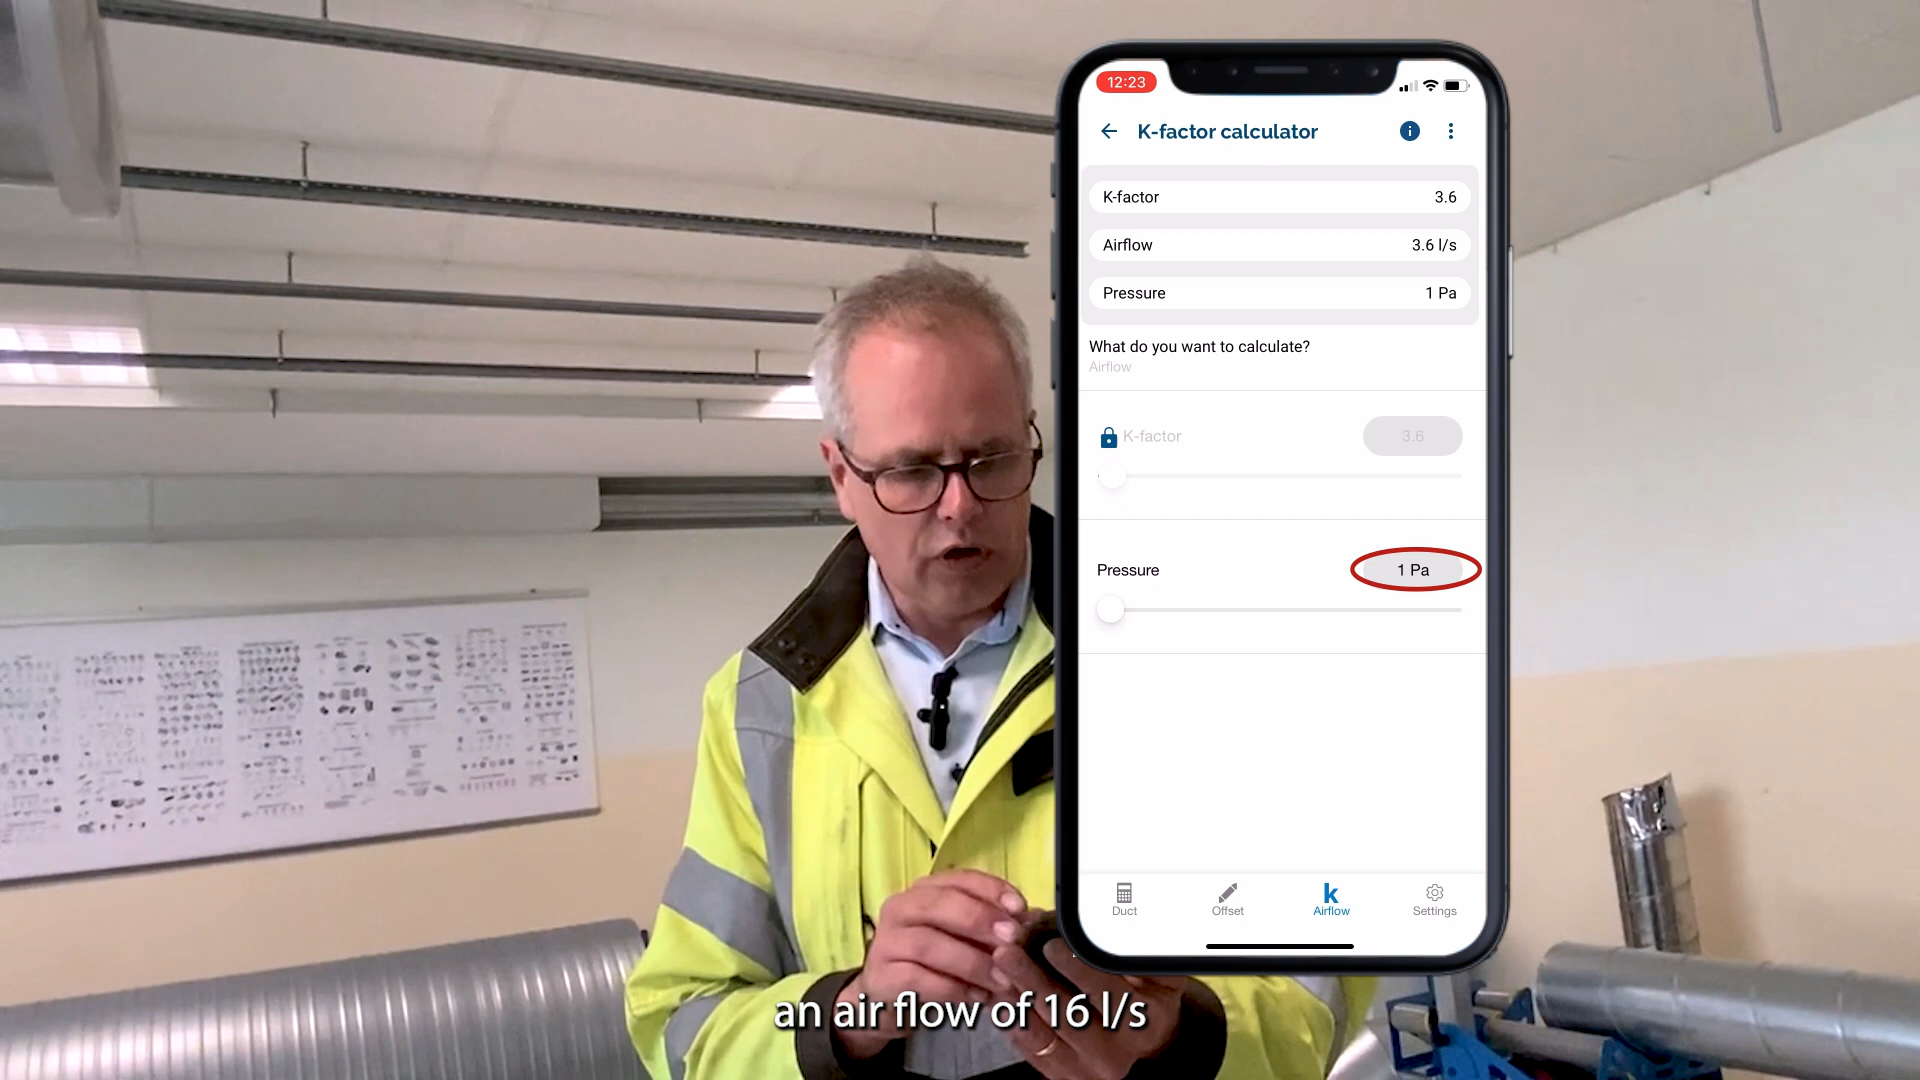 12:23
K-factor calculator
K-factor 3.6
Airflow 3.6 l/s
Pressure 1 Pa
What do you want to calculate?
Airflow
K-factor 3.6
Pressure 1 Pa
Duct
Offset
k
Airflow
Settings
an air flow of 16 l/s